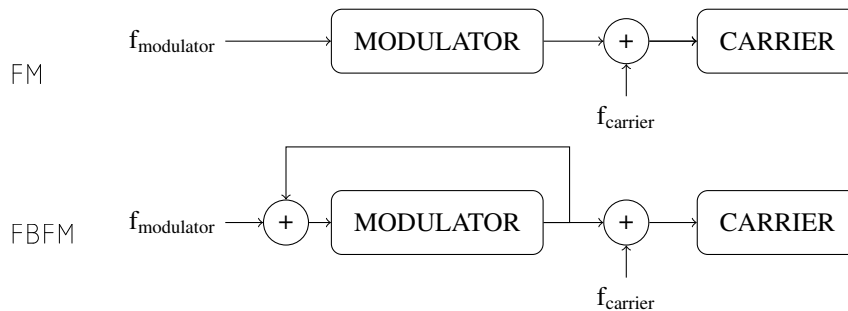 f_modulator MODULATOR + CARRIER
FM
f_carrier
f_modulator + MODULATOR + CARRIER
FBFM
f_carrier